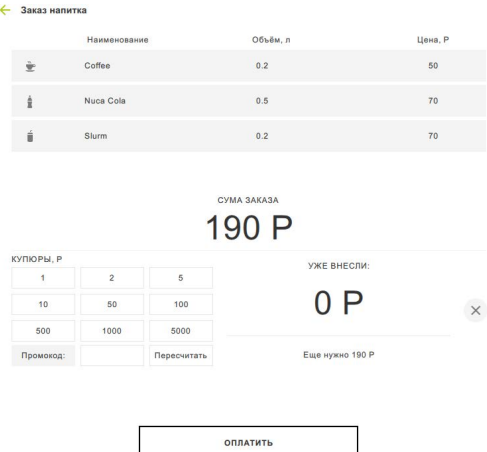 Заказ напитка
Наименование Объём, л Цена, Р
Coffee 0.2 50
Nuca Cola 0.5 70
Slurm 0.2 70
СУМА ЗАКАЗА
190 Р
КУПЮРЫ, Р
УЖЕ ВНЕСЛИ:
1 2 5
10 50 100
0 Р
500 1000 5000
Промокод: Пересчитать
Еще нужно 190 Р
ОПЛАТИТЬ